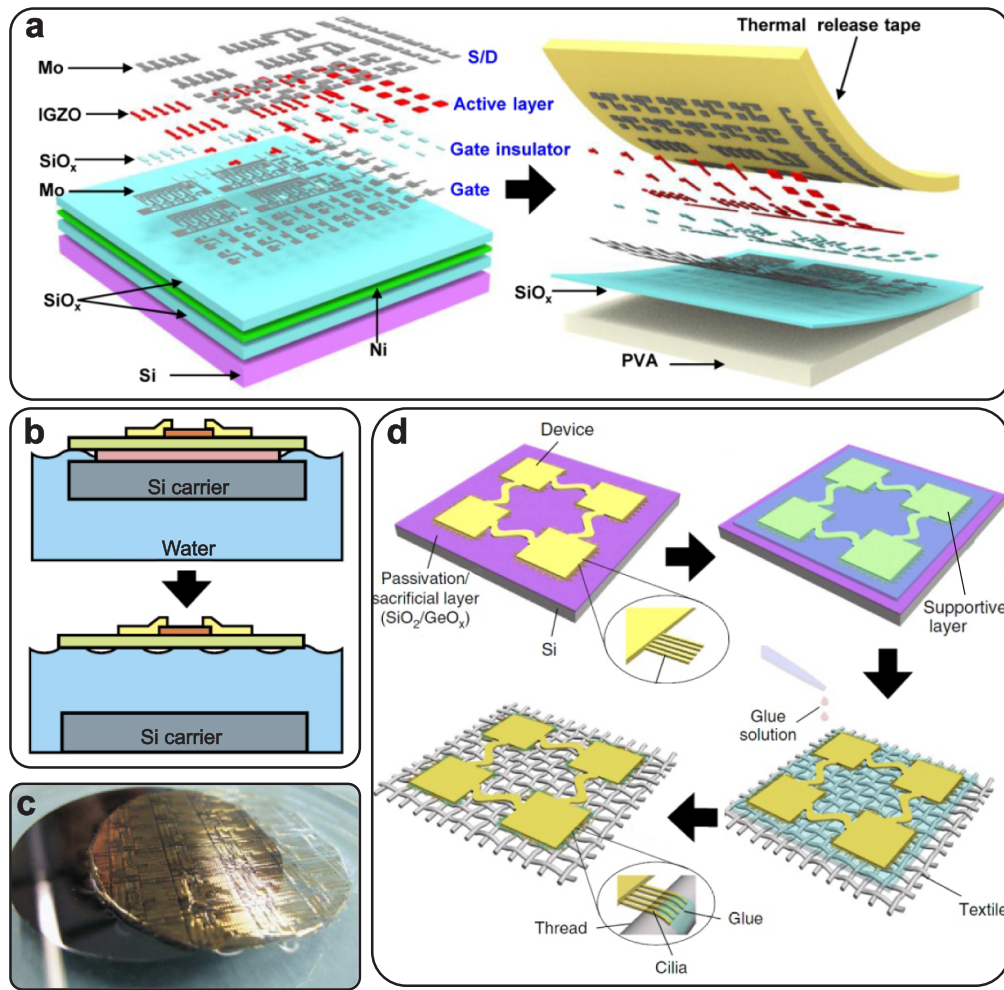 a
Thermal release tape
Mo
S/D
IGZO
Active layer
SiOx
Gate insulator
Mo
Gate
SiOx
SiOx
Ni
Si
PVA
b
Si carrier
Water
Si carrier
c
d
Device
Passivation/
sacrificial layer
(SiO₂/GeOₓ)
Si
Supportive
layer
Glue
solution
Textile
Thread
Glue
Cilia